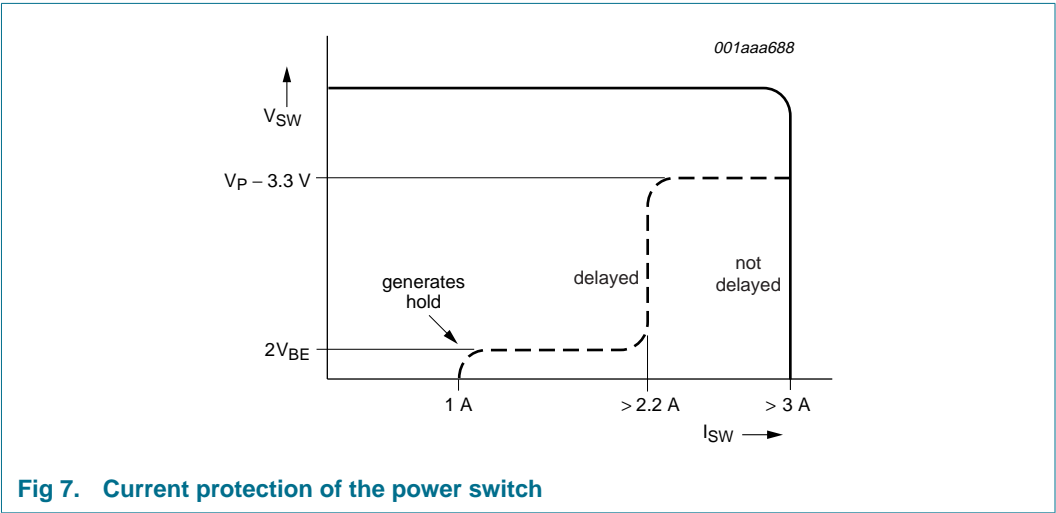 001aaa688
VSW
VP − 3.3 V
generates
hold
delayed
not
delayed
2VBE
1 A
> 2.2 A
> 3 A
ISW
Fig 7. Current protection of the power switch